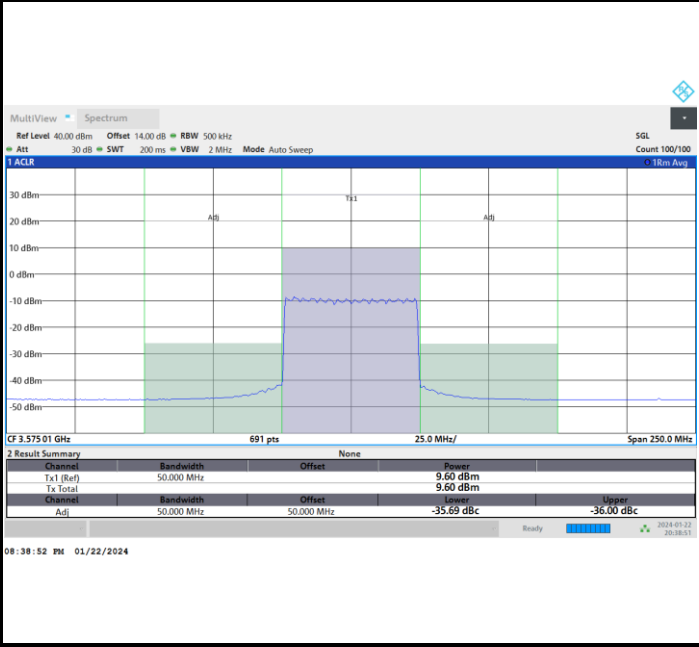 MultiView Spectrum
Ref Level 40.00 dBm Offset 14.00 dB RBW 500 kHz SGL
Att 30 dB SWT 200 ms VBW 2 MHz Mode Auto Sweep Count 100/100
1 ACLR 1Rm Avg
30 dBm
Tx1
20 dBm Adj Adj
10 dBm
0 dBm
-10 dBm
-20 dBm
-30 dBm
-40 dBm
-50 dBm
CF 3.575 01 GHz 691 pts 25.0 MHz/ Span 250.0 MHz
2 Result Summary None
Channel Bandwidth Offset Power
Tx1 (Ref) 50.000 MHz 9.60 dBm
Tx Total 9.60 dBm
Channel Bandwidth Offset Lower Upper
Adj 50.000 MHz 50.000 MHz -35.69 dBc -36.00 dBc
Ready 2024-01-22
20:38:51
08:38:52 PM 01/22/2024